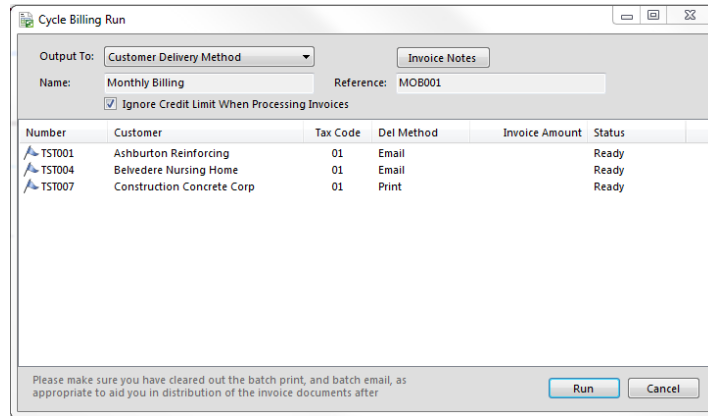 Cycle Billing Run
Output To: Customer Delivery Method Invoice Notes
Name: Monthly Billing Reference: MOB001
Ignore Credit Limit When Processing Invoices
Number Customer Tax Code Del Method Invoice Amount Status
TST001 Ashburton Reinforcing 01 Email Ready
TST004 Belvedere Nursing Home 01 Email Ready
TST007 Construction Concrete Corp 01 Print Ready
Please make sure you have cleared out the batch print, and batch email, as
appropriate to aid you in distribution of the invoice documents after
Run Cancel